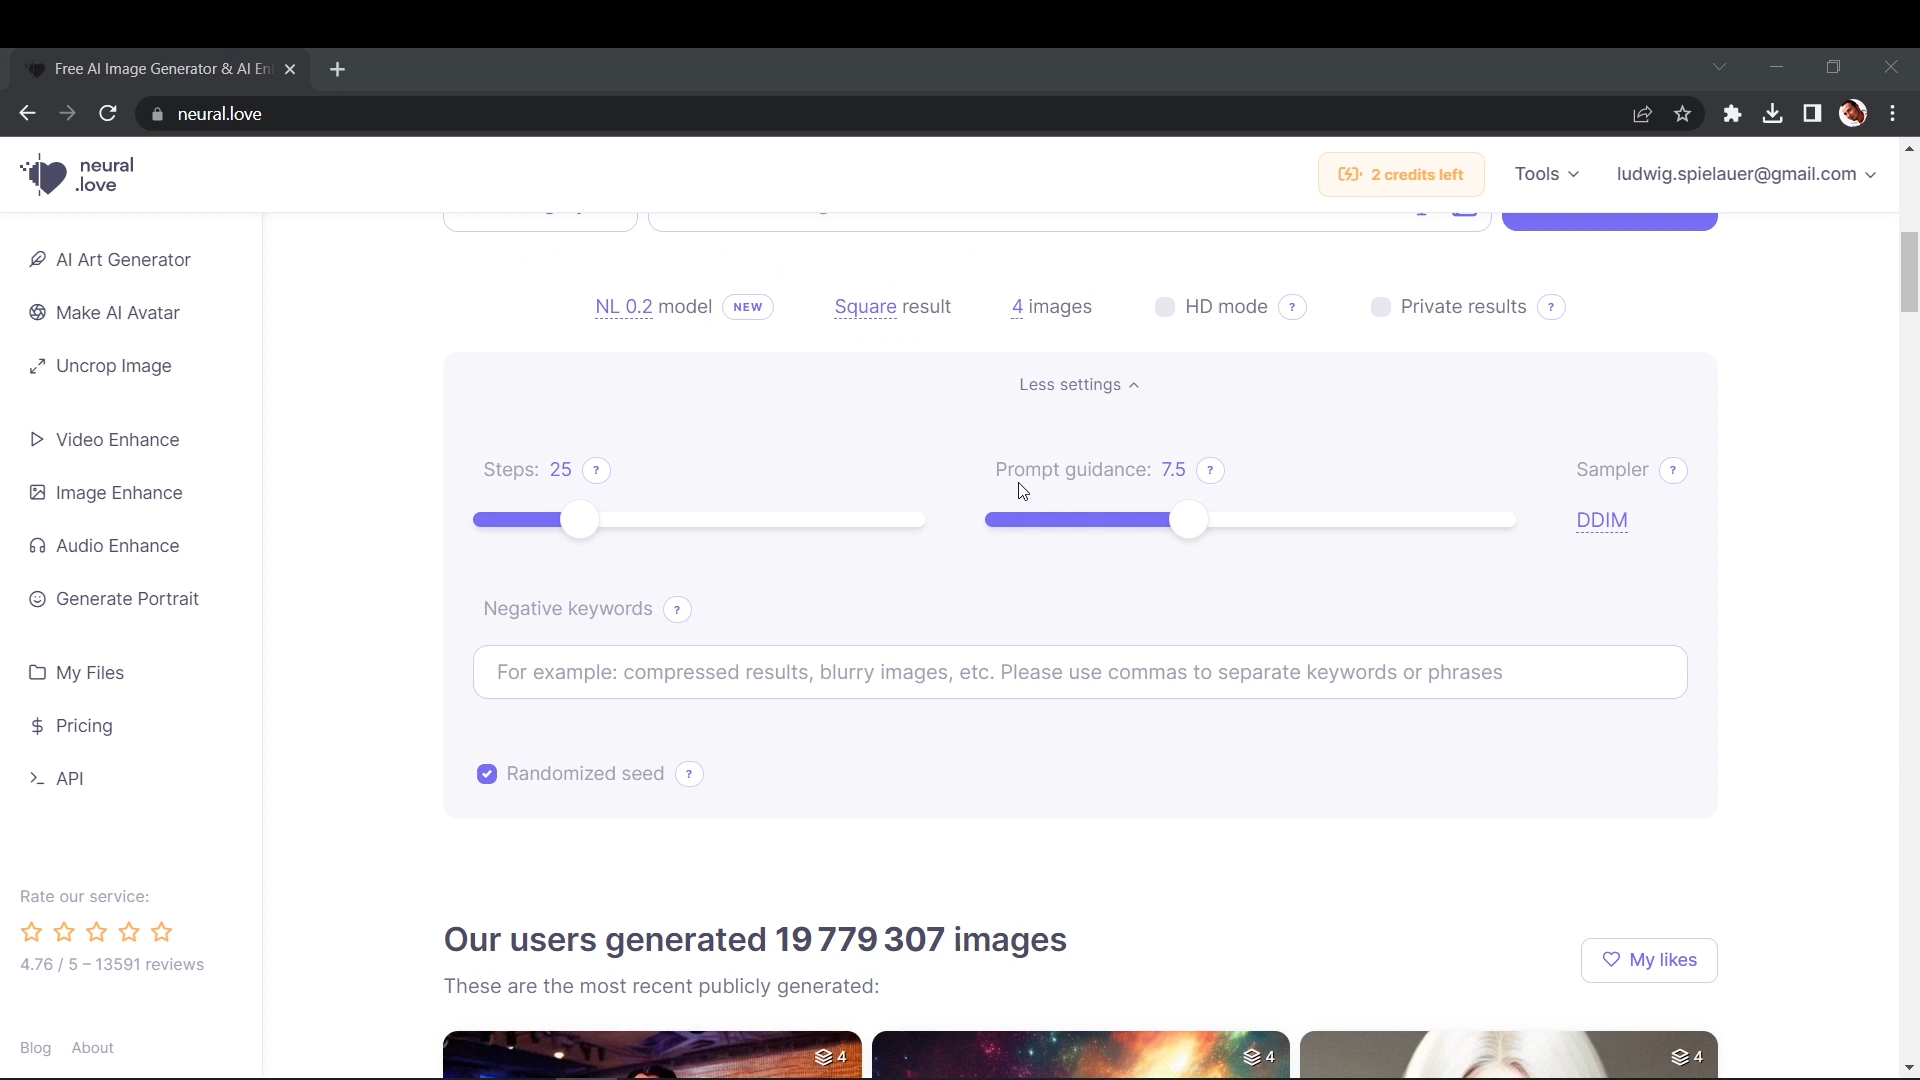 Free AI Image Generator & AI En
neural.love
neural
.love
2 credits left
Tools
ludwig.spielauer@gmail.com
AI Art Generator
Make AI Avatar
Uncrop Image
Video Enhance
Image Enhance
Audio Enhance
Generate Portrait
My Files
$ Pricing
API
Rate our service:
4.76 / 5 – 13591 reviews
Blog About
NL 0.2 model NEW Square result 4 images HD mode ? Private results ?
Less settings
Steps: 25 ? Prompt guidance: 7.5 ? Sampler ?
DDIM
Negative keywords ?
For example: compressed results, blurry images, etc. Please use commas to separate keywords or phrases
Randomized seed ?
Our users generated 19 779 307 images
My likes
These are the most recent publicly generated:
4 4 4